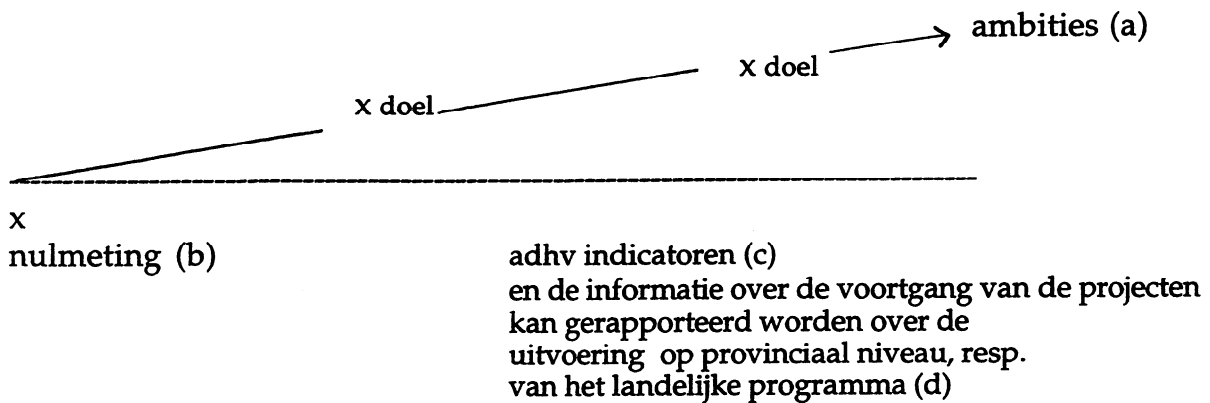 ambities (a)
x doel
x doel
x
nulmeting (b)
adhv indicatoren (c)
en de informatie over de voortgang van de projecten
kan gerapporteerd worden over de
uitvoering op provinciaal niveau, resp.
van het landelijke programma (d)